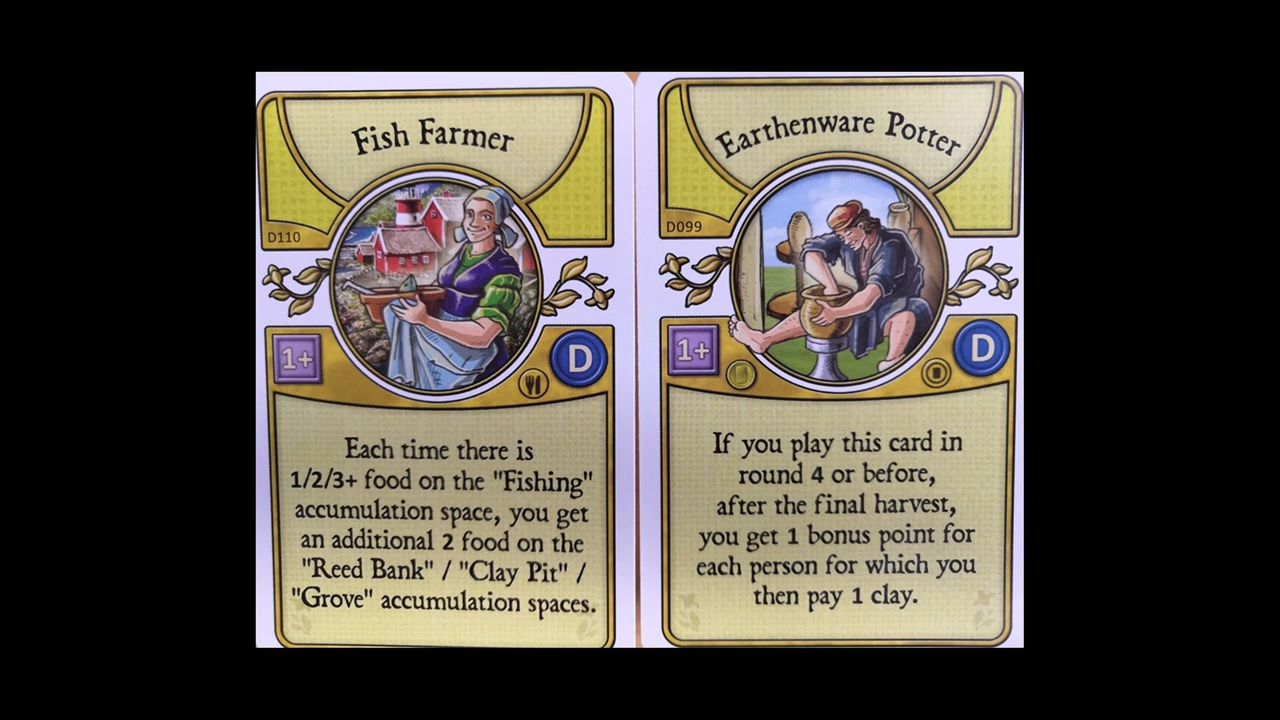 Fish Farmer
D110
1+
D
Each time there is
1/2/3+ food on the "Fishing"
accumulation space, you get
an additional 2 food on the
"Reed Bank" / "Clay Pit" /
"Grove" accumulation spaces.
Earthenware Potter
D099
1+
D
If you play this card in
round 4 or before,
after the final harvest,
you get 1 bonus point for
each person for which you
then pay 1 clay.